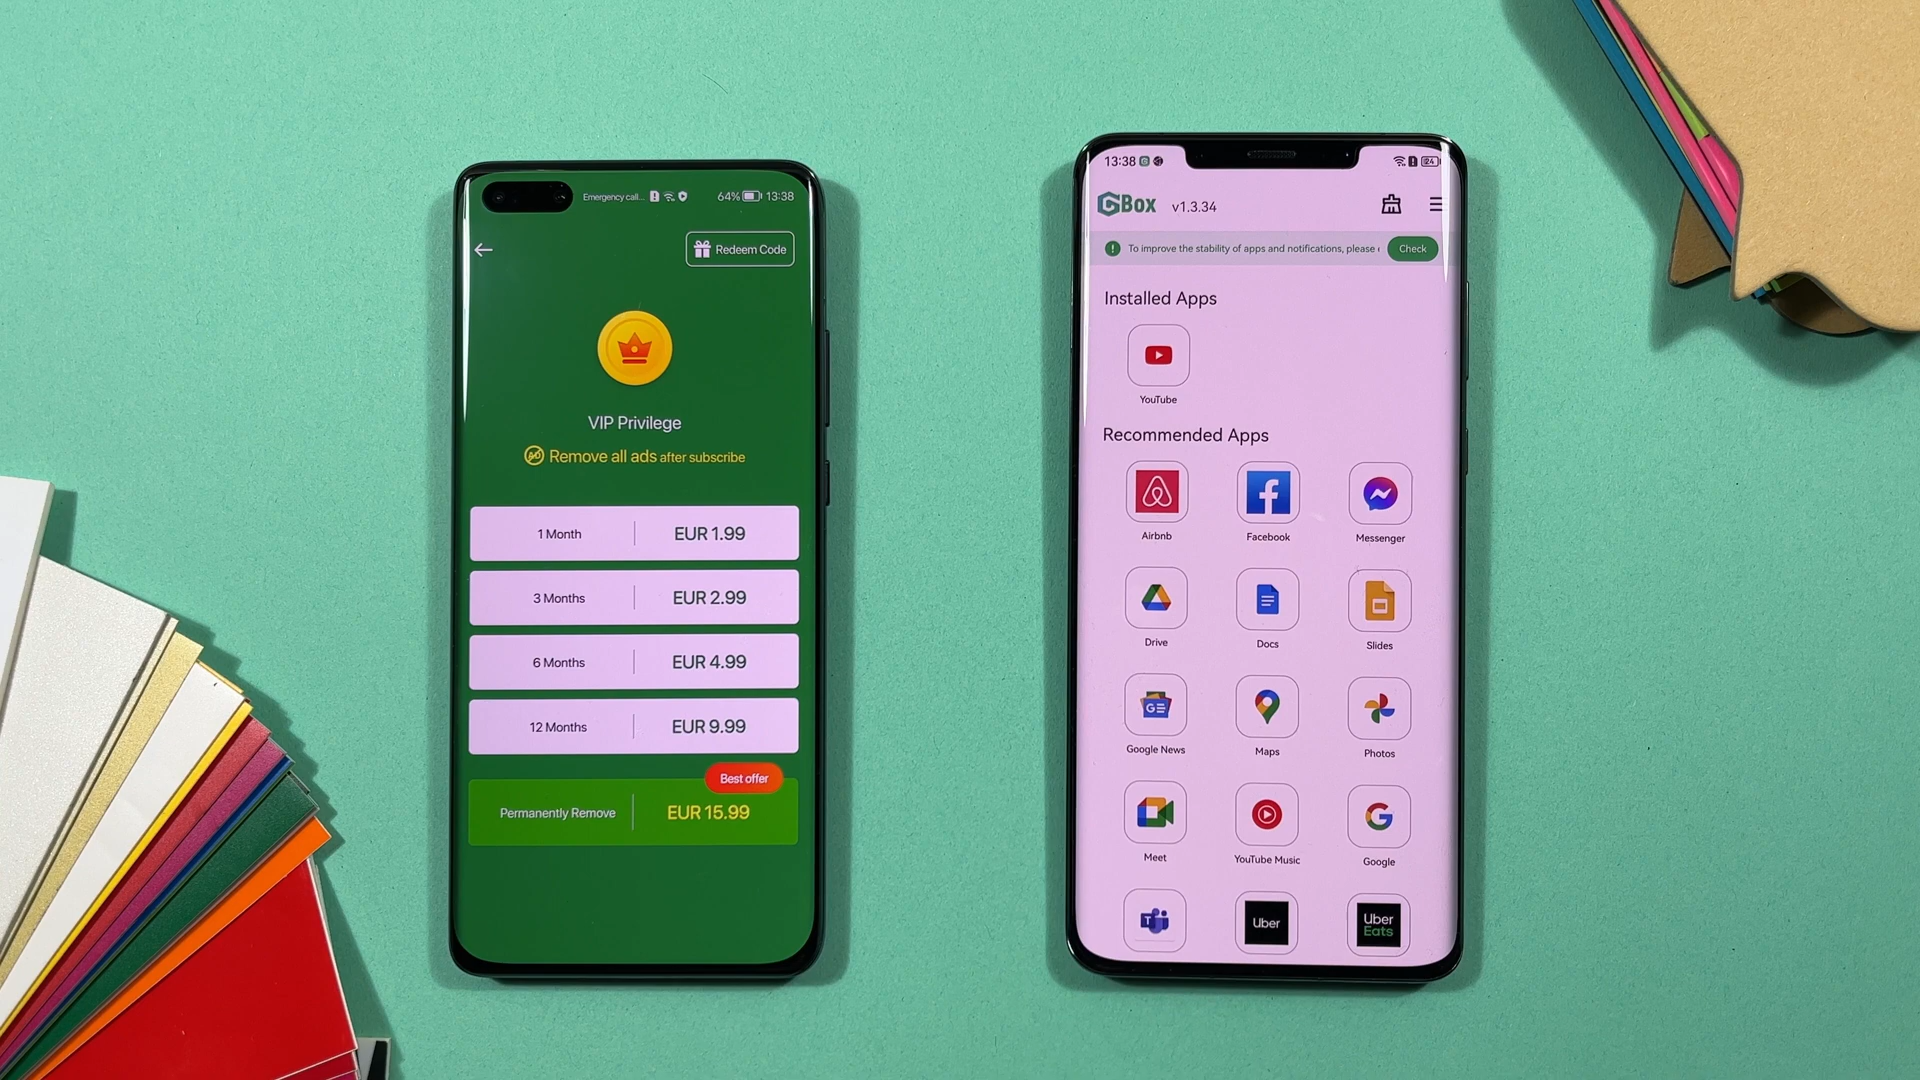 Emergency call... 64% 13:38
Redeem Code
VIP Privilege
AD Remove all ads after subscribe
1 Month EUR 1.99
3 Months EUR 2.99
6 Months EUR 4.99
12 Months EUR 9.99
Best offer
Permanently Remove EUR 15.99
13:38 24
GBox v1.3.34
To improve the stability of apps and notifications, please Check
Installed Apps
YouTube
Recommended Apps
Airbnb Facebook Messenger
Drive Docs Slides
GE
Google News Maps Photos
G
Meet YouTube Music Google
T Uber Uber
Eats